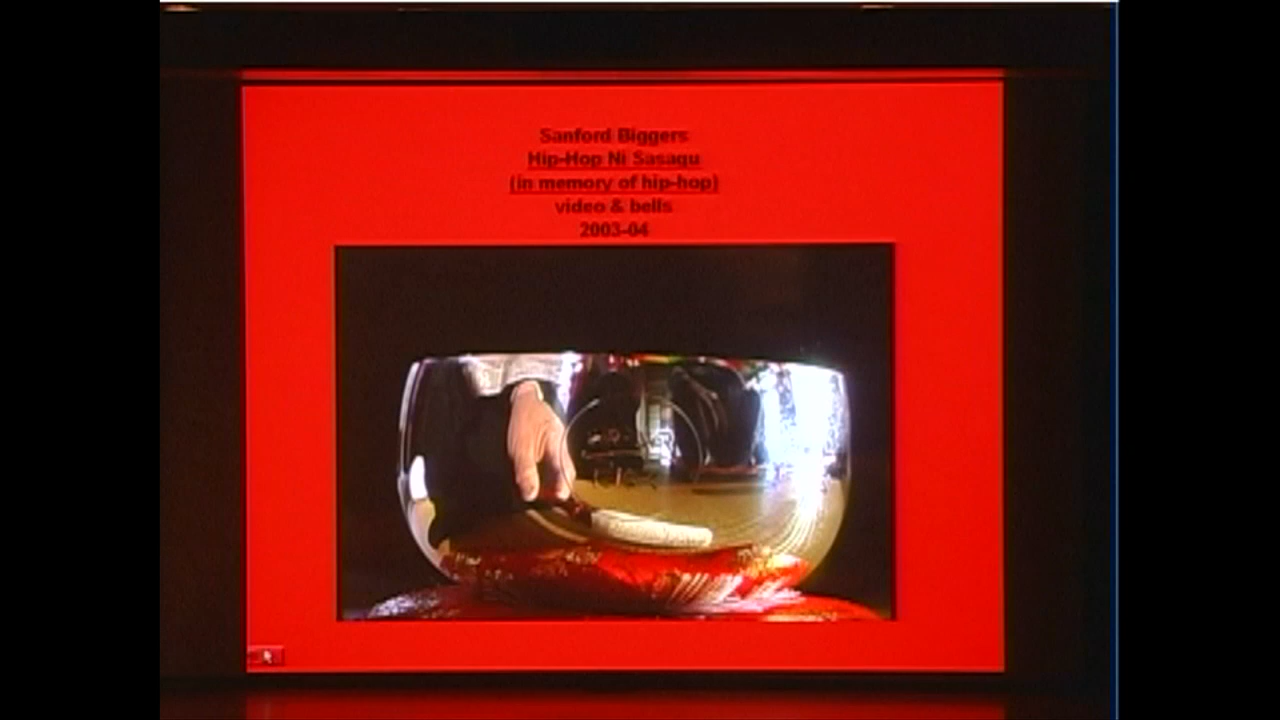 Sanford Biggers
Hip-Hop Ni Sasagu
(in memory of hip-hop)
video & bells
2003-04